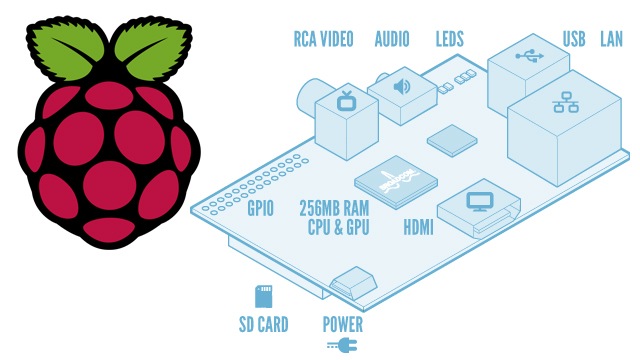 RCA VIDEO
AUDIO
LEDS
USB
LAN
GPIO
256MB RAM
CPU & GPU
HDMI
SD CARD
POWER